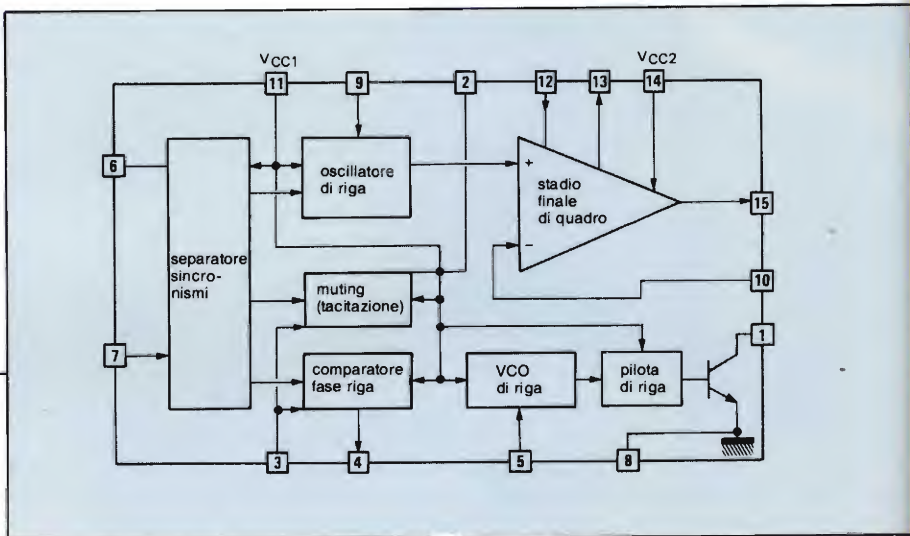 VCC1
VCC2
11
9
2
12
13
14
6
oscillatore
di riga
+
stadio
finale
di quadro
15
separatore
sincro-
nismi
−
muting
(tacitazione)
10
1
7
comparatore
fase riga
VCO
di riga
pilota
di riga
3
4
5
8